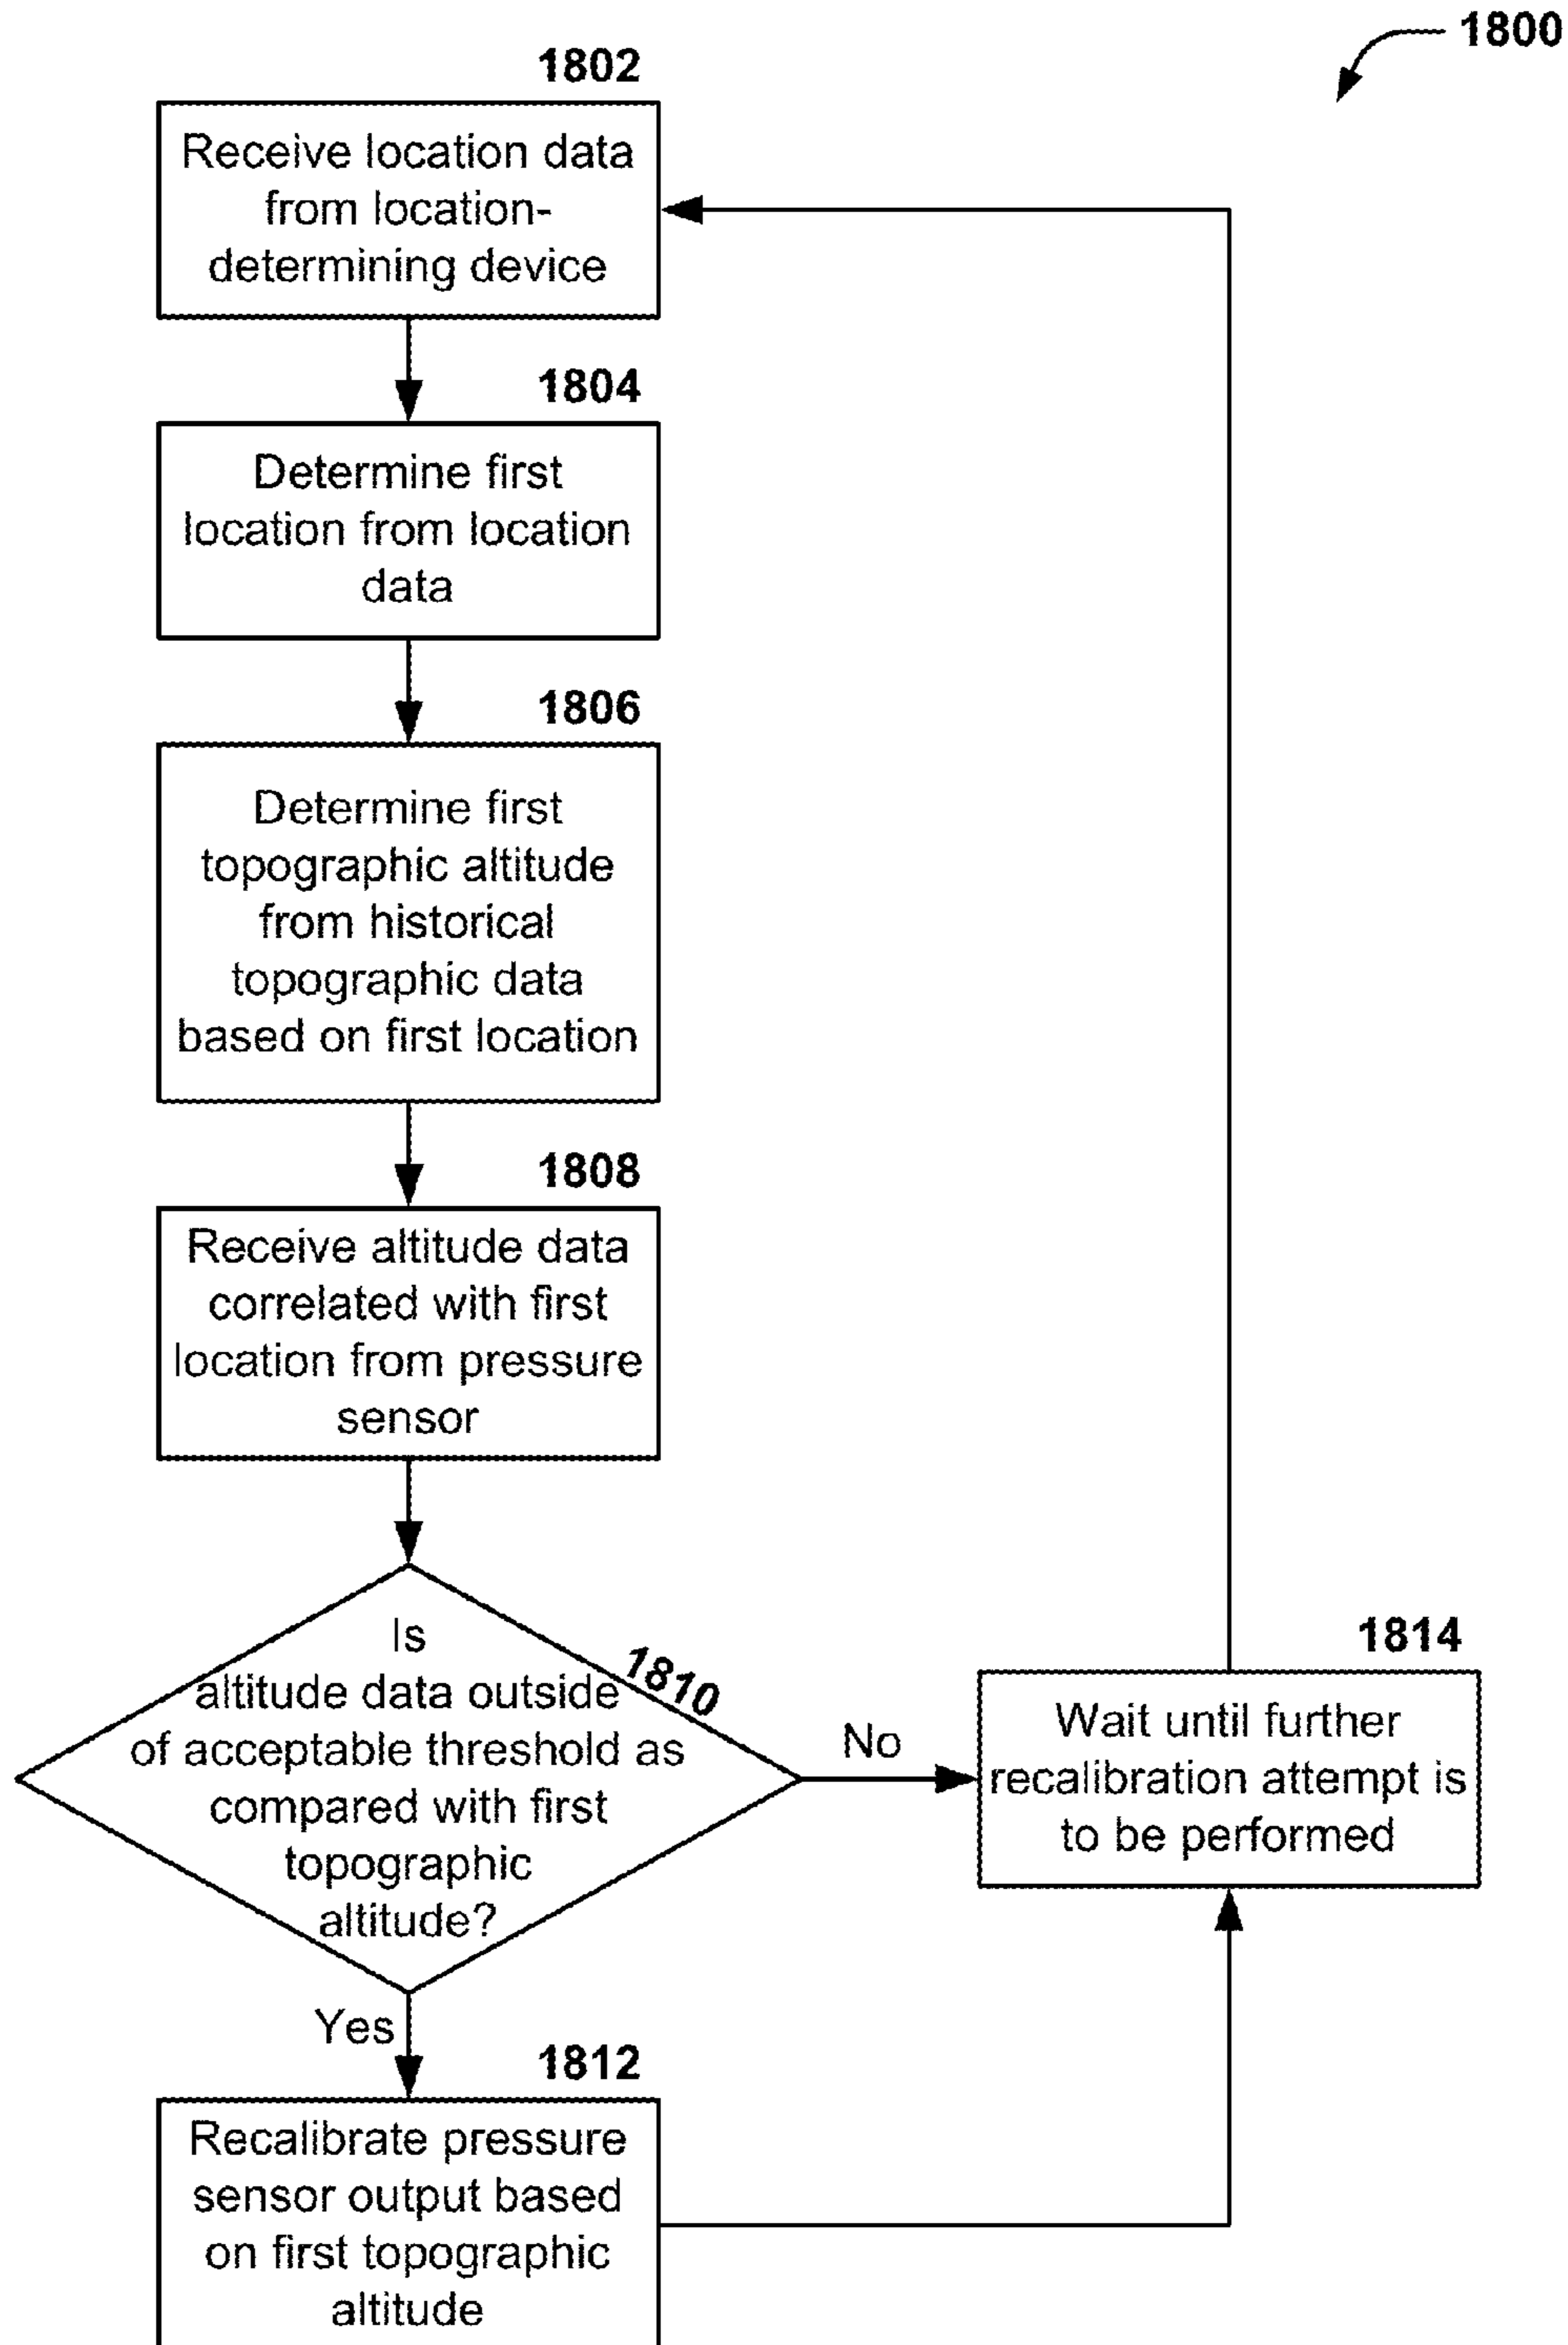 1800
1802
Receive location data
from location-
determining device
1804
Determine first
location from location
data
1806
Determine first
topographic altitude
from historical
topographic data
based on first location
1808
Receive altitude data
correlated with first
location from pressure
sensor
1810
Is
altitude data outside
of acceptable threshold as
compared with first
topographic
altitude?
No
1814
Wait until further
recalibration attempt is
to be performed
Yes
1812
Recalibrate pressure
sensor output based
on first topographic
altitude